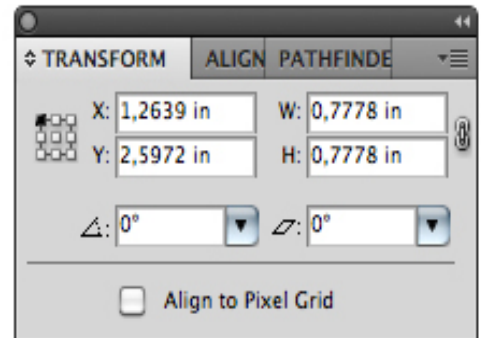 TRANSFORM ALIGN PATHFINDE
X: 1,2639 in W: 0,7778 in
Y: 2,5972 in H: 0,7778 in
0° 0°
Align to Pixel Grid